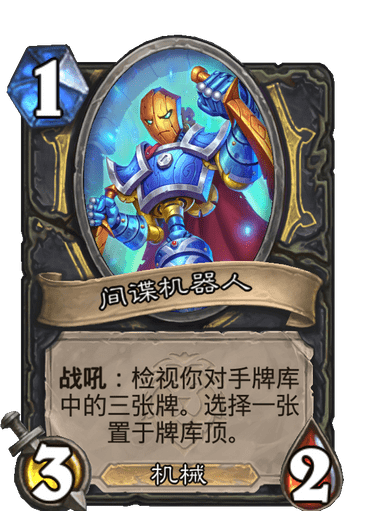 1
间谍机器人
战吼：检视你对手牌库
中的三张牌。选择一张
置于牌库顶。
3
机械
2